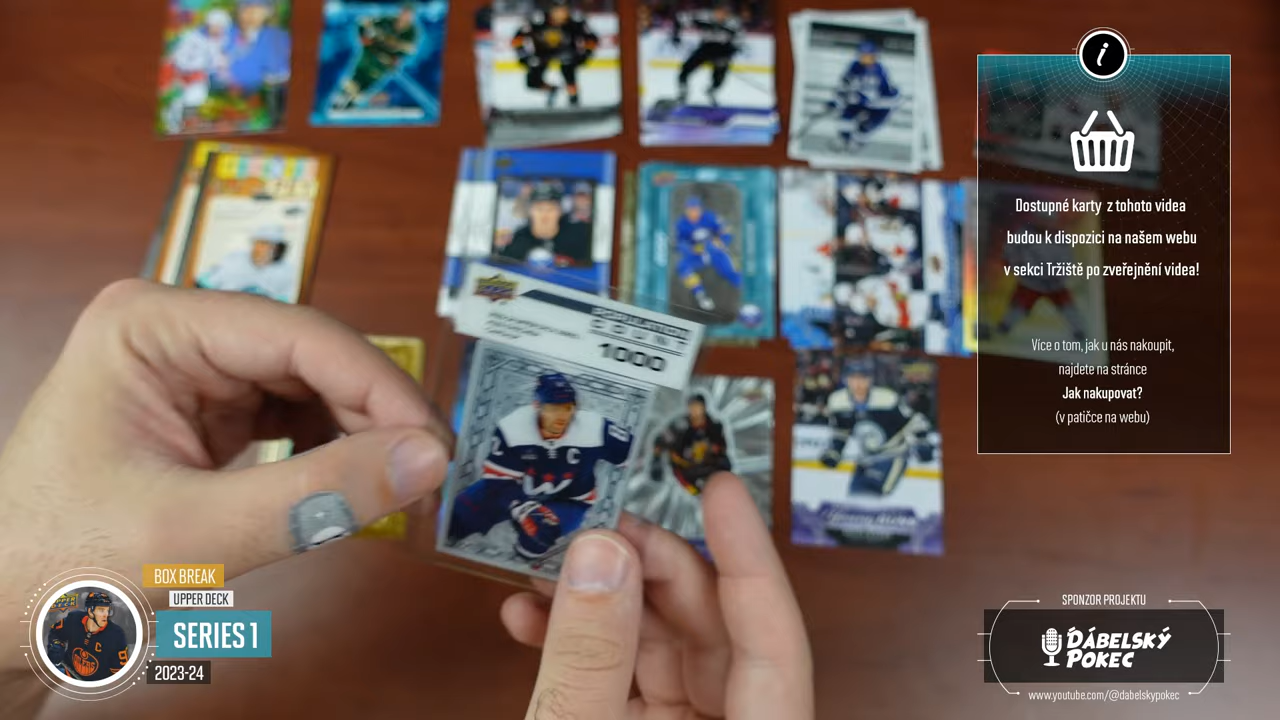 i
Dostupné karty z tohoto videa
budou k dispozici na našem webu
v sekci Tržiště po zveřejnění videa!
Více o tom, jak u nás nakoupit,
najdete na stránce
Jak nakupovat?
(v patičce na webu)
POPULATION
COUNT
1000
C
W
BOX BREAK
UPPER DECK
SERIES 1
2023-24
SPONZOR PROJEKTU
ĎÁBELSKÝ
POKEC
www.youtube.com/@dabelskypokec